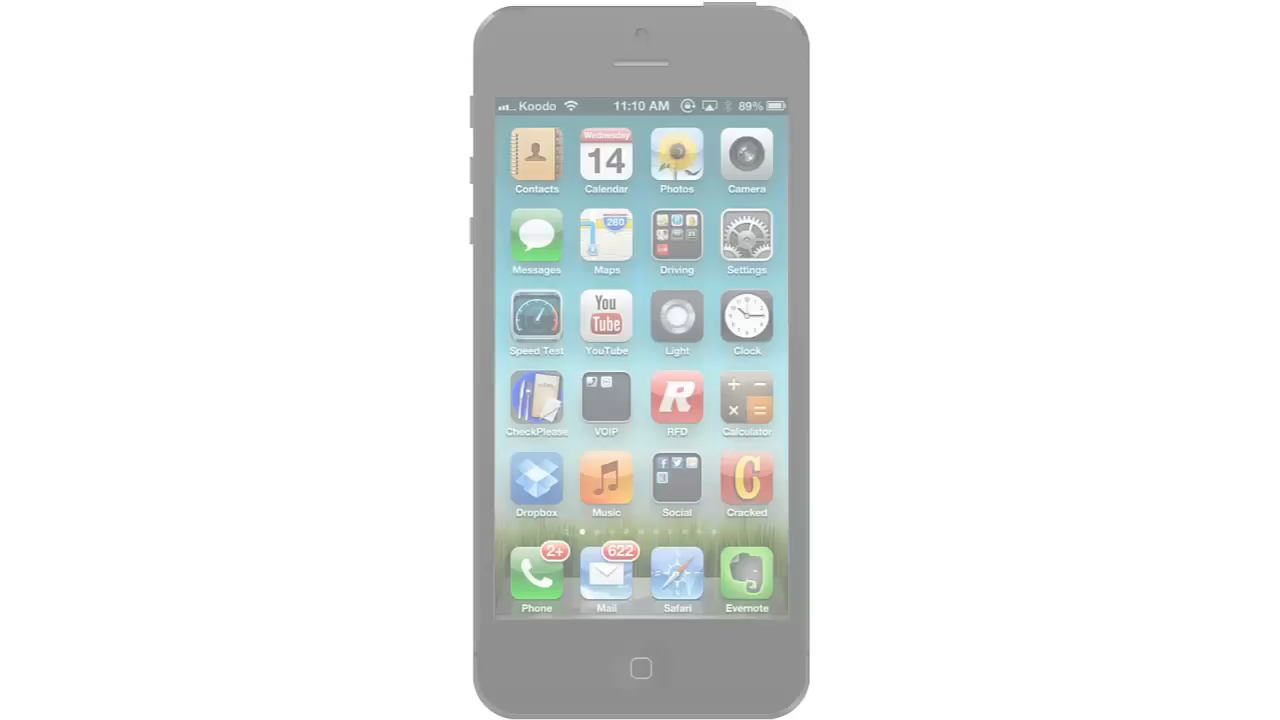 Koodo 11:10 AM 89%
Wednesday
14
Contacts Calendar Photos Camera
280
Messages Maps Driving Settings
You
Tube
Speed Test YouTube Light Clock
R
CheckPlease VOIP RFD Calculator
C
Dropbox Music Social Cracked
2+ 622
Phone Mail Safari Evernote